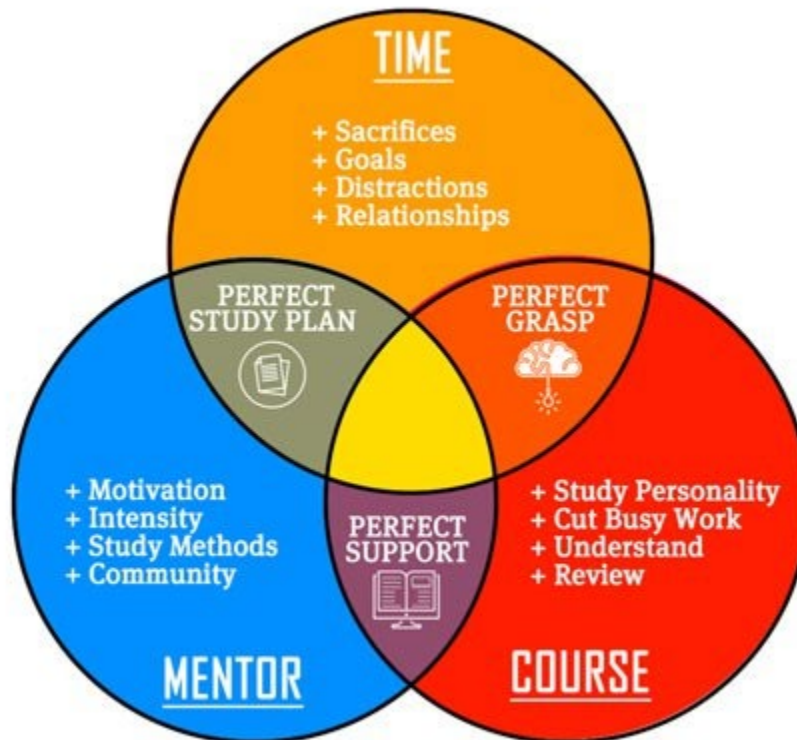 TIME
+ Sacrifices
+ Goals
+ Distractions
+ Relationships
PERFECT
STUDY PLAN
PERFECT
GRASP
+ Motivation
+ Intensity
+ Study Methods
+ Community
PERFECT
SUPPORT
+ Study Personality
+ Cut Busy Work
+ Understand
+ Review
MENTOR
COURSE